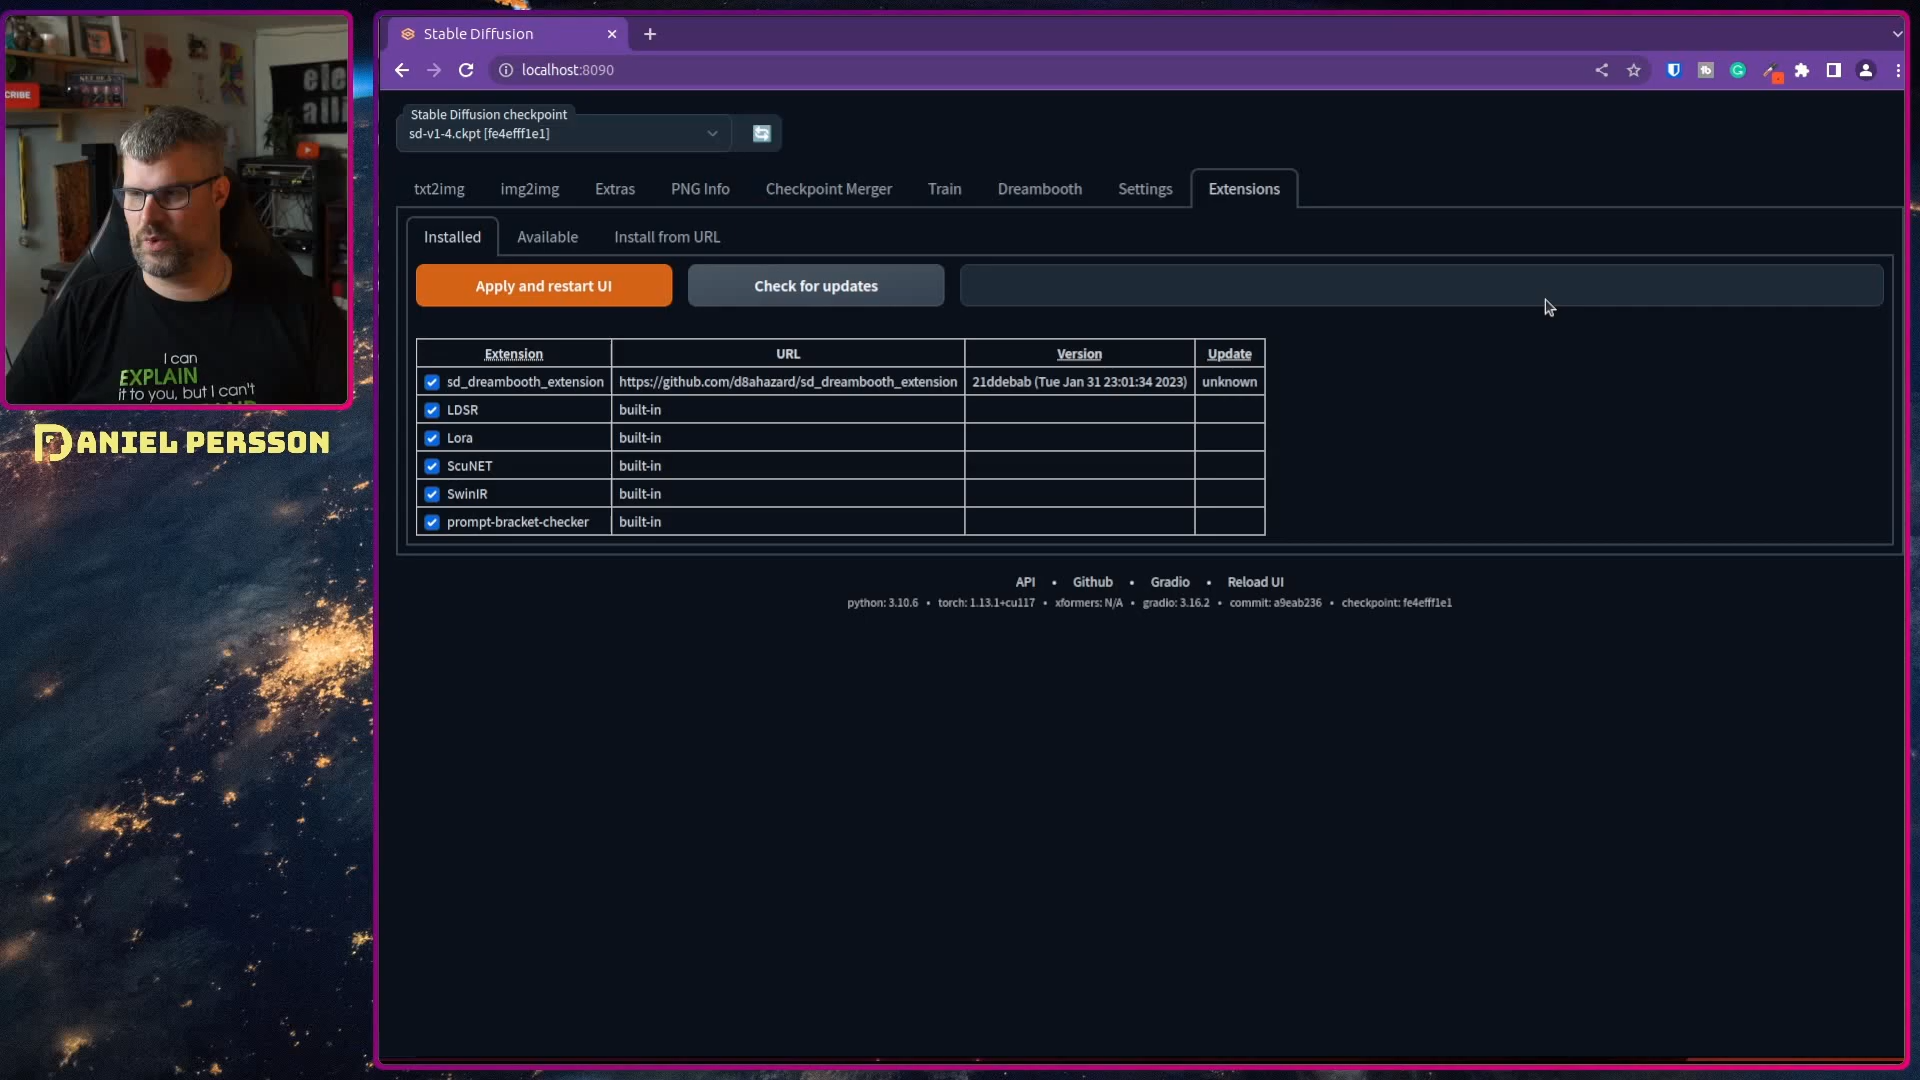 CRIBE
I can
EXPLAIN
it to you, but I can't
DANIEL PERSSON
Stable Diffusion
localhost:8090
Stable Diffusion checkpoint
sd-v1-4.ckpt [fe4efff1e1]
txt2img img2img Extras PNG Info Checkpoint Merger Train Dreambooth Settings Extensions
Installed Available Install from URL
Apply and restart UI Check for updates
Extension URL Version Update
sd_dreambooth_extension https://github.com/d8ahazard/sd_dreambooth_extension 21ddebab (Tue Jan 31 23:01:34 2023) unknown
LDSR built-in
Lora built-in
ScuNET built-in
SwinIR built-in
prompt-bracket-checker built-in
API • Github • Gradio • Reload UI
python: 3.10.6 • torch: 1.13.1+cu117 • xformers: N/A • gradio: 3.16.2 • commit: a9eab236 • checkpoint: fe4efff1e1